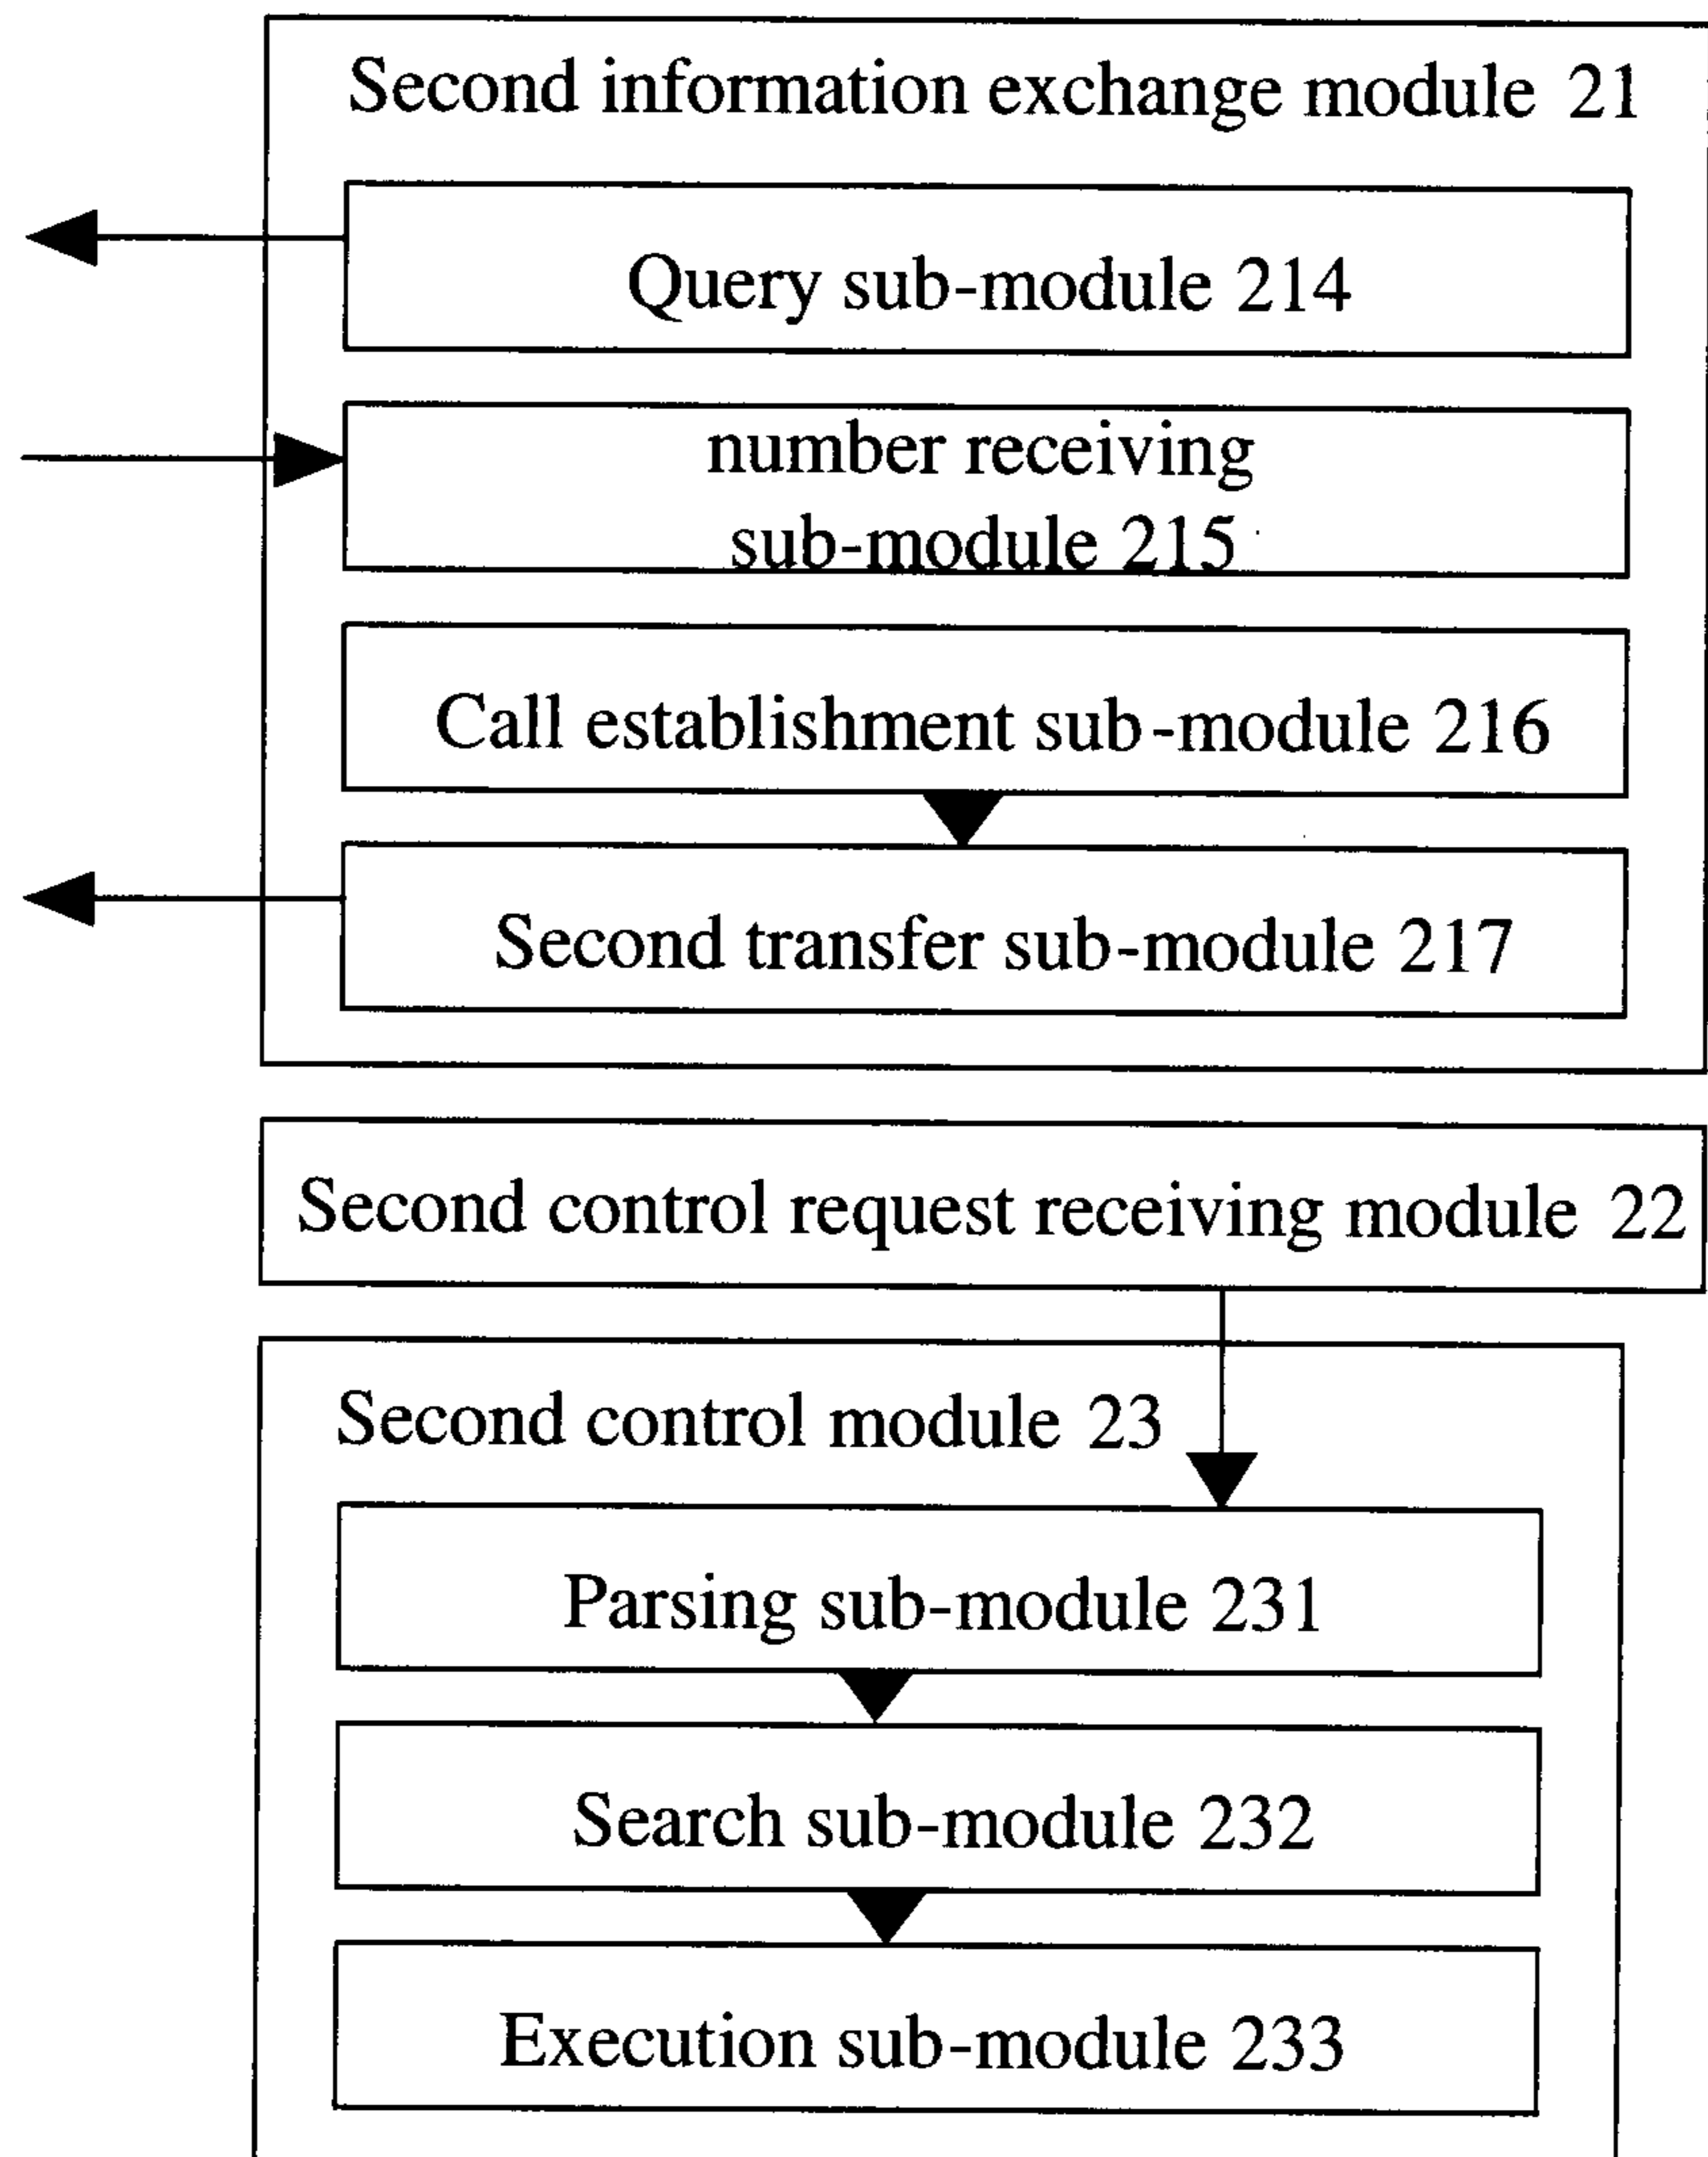 Second information exchange module 21
Query sub-module 214
number receiving
sub-module 215
Call establishment sub-module 216
Second transfer sub-module 217
Second control request receiving module 22
Second control module 23
Parsing sub-module 231
Search sub-module 232
Execution sub-module 233